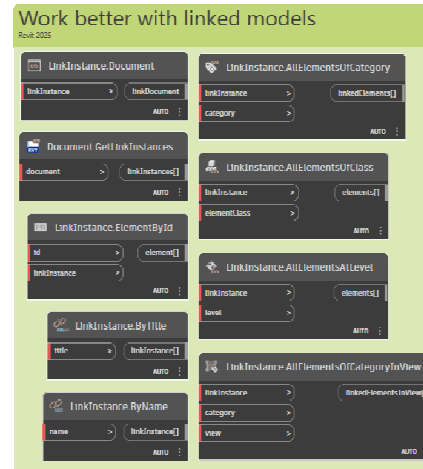 Work better with linked models
Revit 2025
LinkInstance.Document
linkInstance > linkDocument
AUTO
Document.GetLinkInstances
document > linkInstances[]
AUTO
LinkInstance.ElementById
id > element[]
linkInstance >
AUTO
LinkInstance.ByTitle
title > linkInstance[]
AUTO
LinkInstance.ByName
name > linkInstance[]
AUTO
LinkInstance.AllElementsOfCategory
linkInstance > linkedElements[]
category >
AUTO
LinkInstance.AllElementsOfClass
linkInstance > elements[]
elementClass >
AUTO
LinkInstance.AllElementsAtLevel
linkInstance > elements[]
level >
AUTO
LinkInstance.AllElementsOfCategoryInView
linkInstance > linkedElementsInView[
category >
view >
AUTO